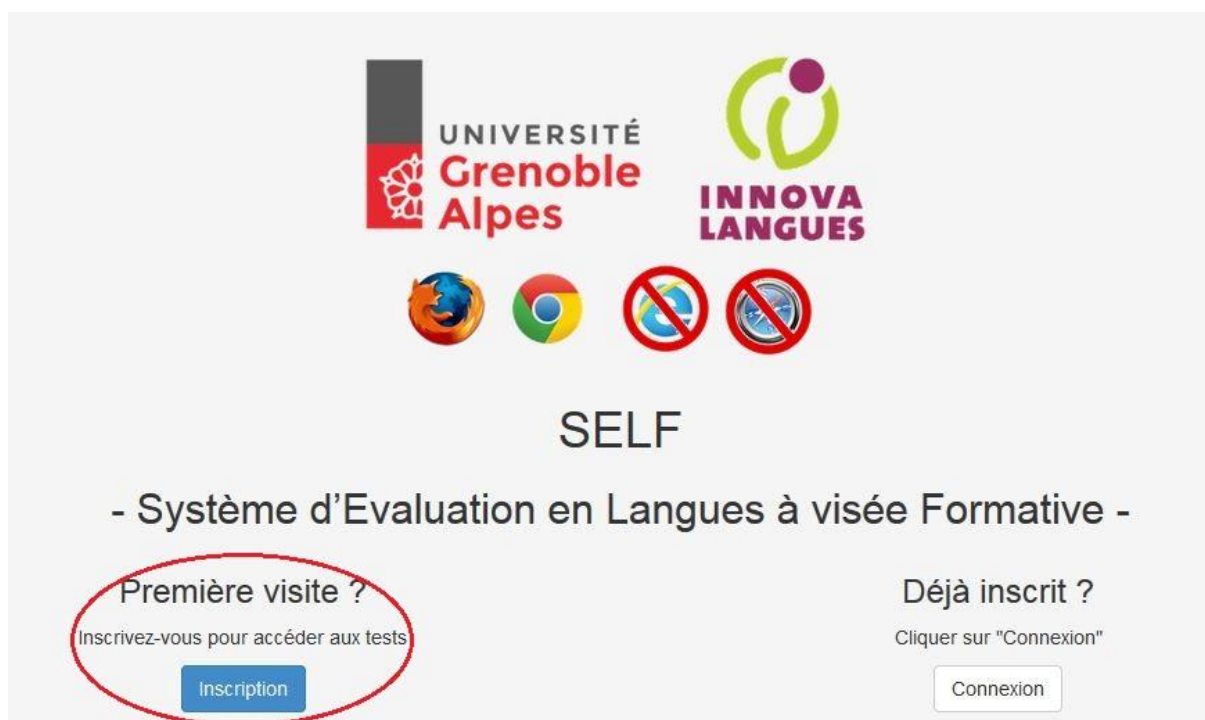 UNIVERSITÉ
Grenoble
Alpes
INNOVA
LANGUES
SELF
- Système d’Evaluation en Langues à visée Formative -
Première visite ?
Inscrivez-vous pour accéder aux tests
Inscription
Déjà inscrit ?
Cliquer sur "Connexion"
Connexion